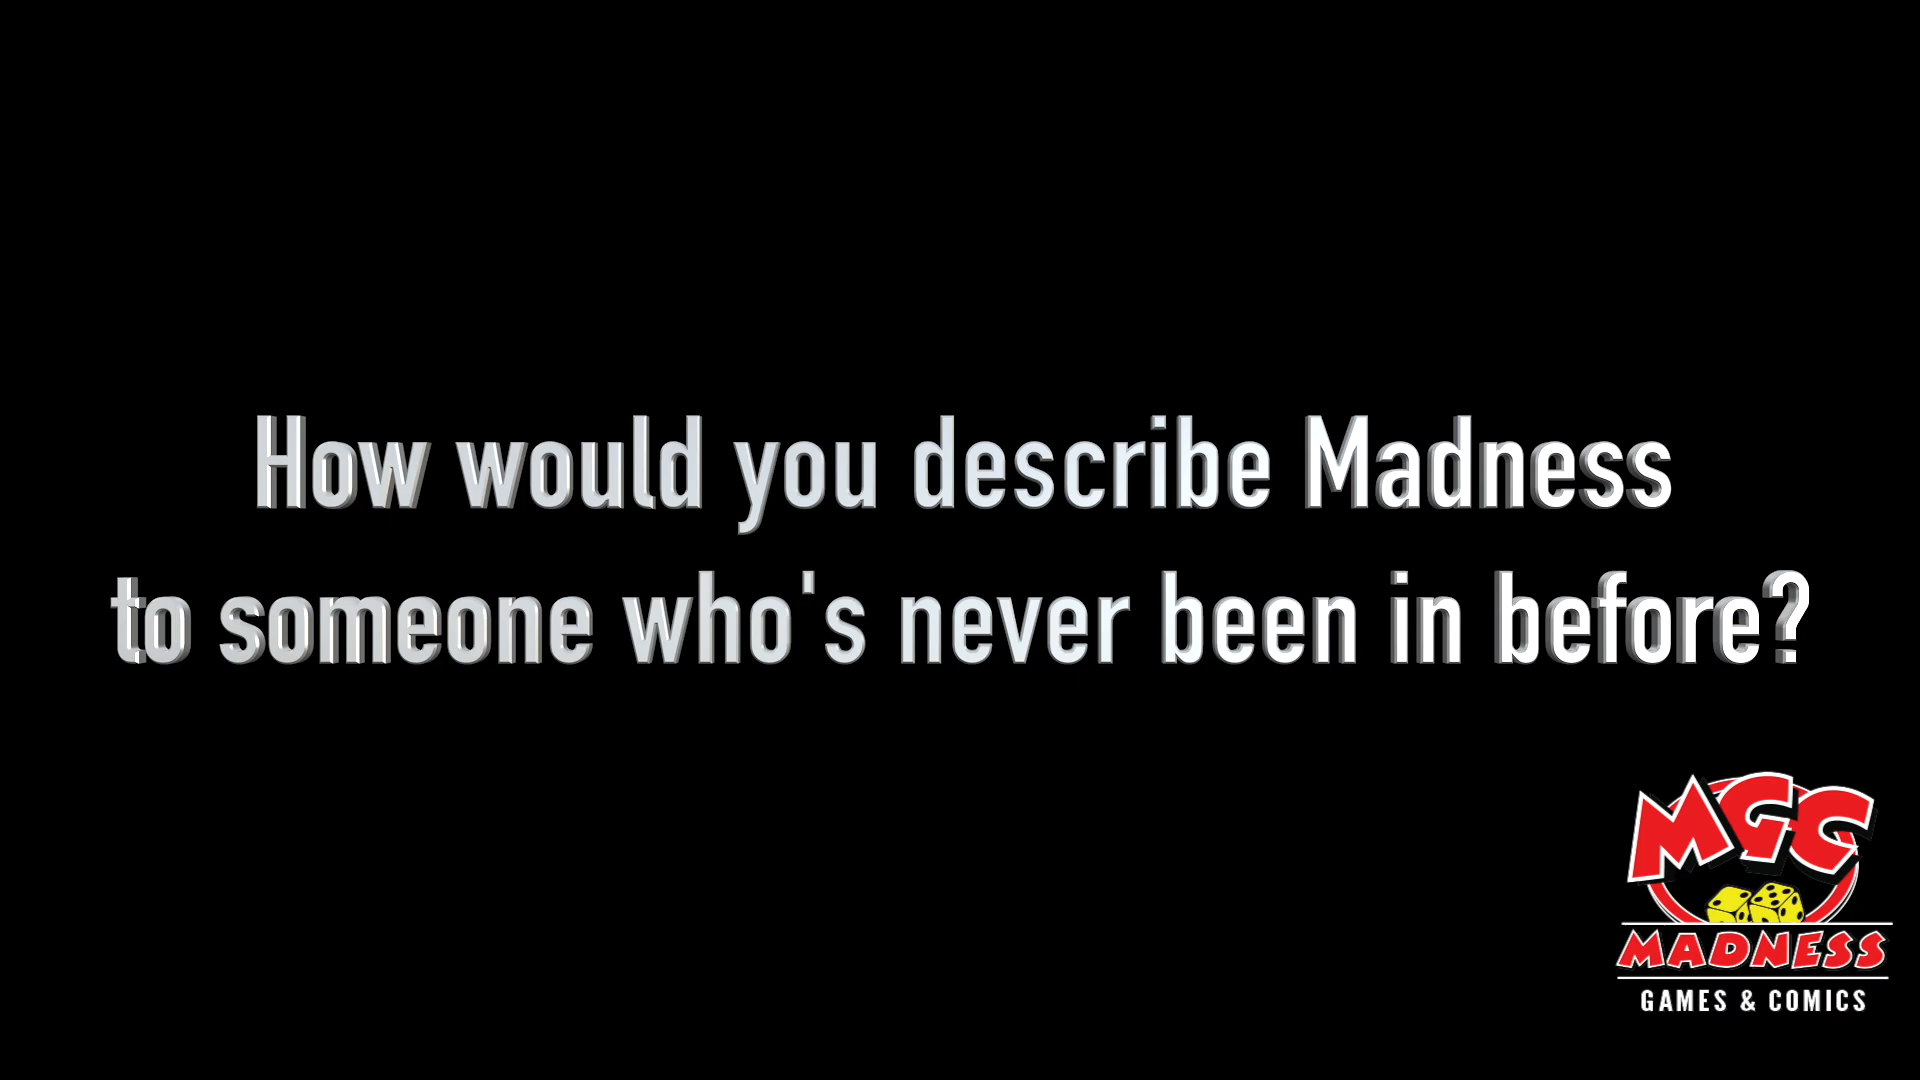 How would you describe Madness
to someone who's never been in before?
MGC
MADNESS
GAMES & COMICS